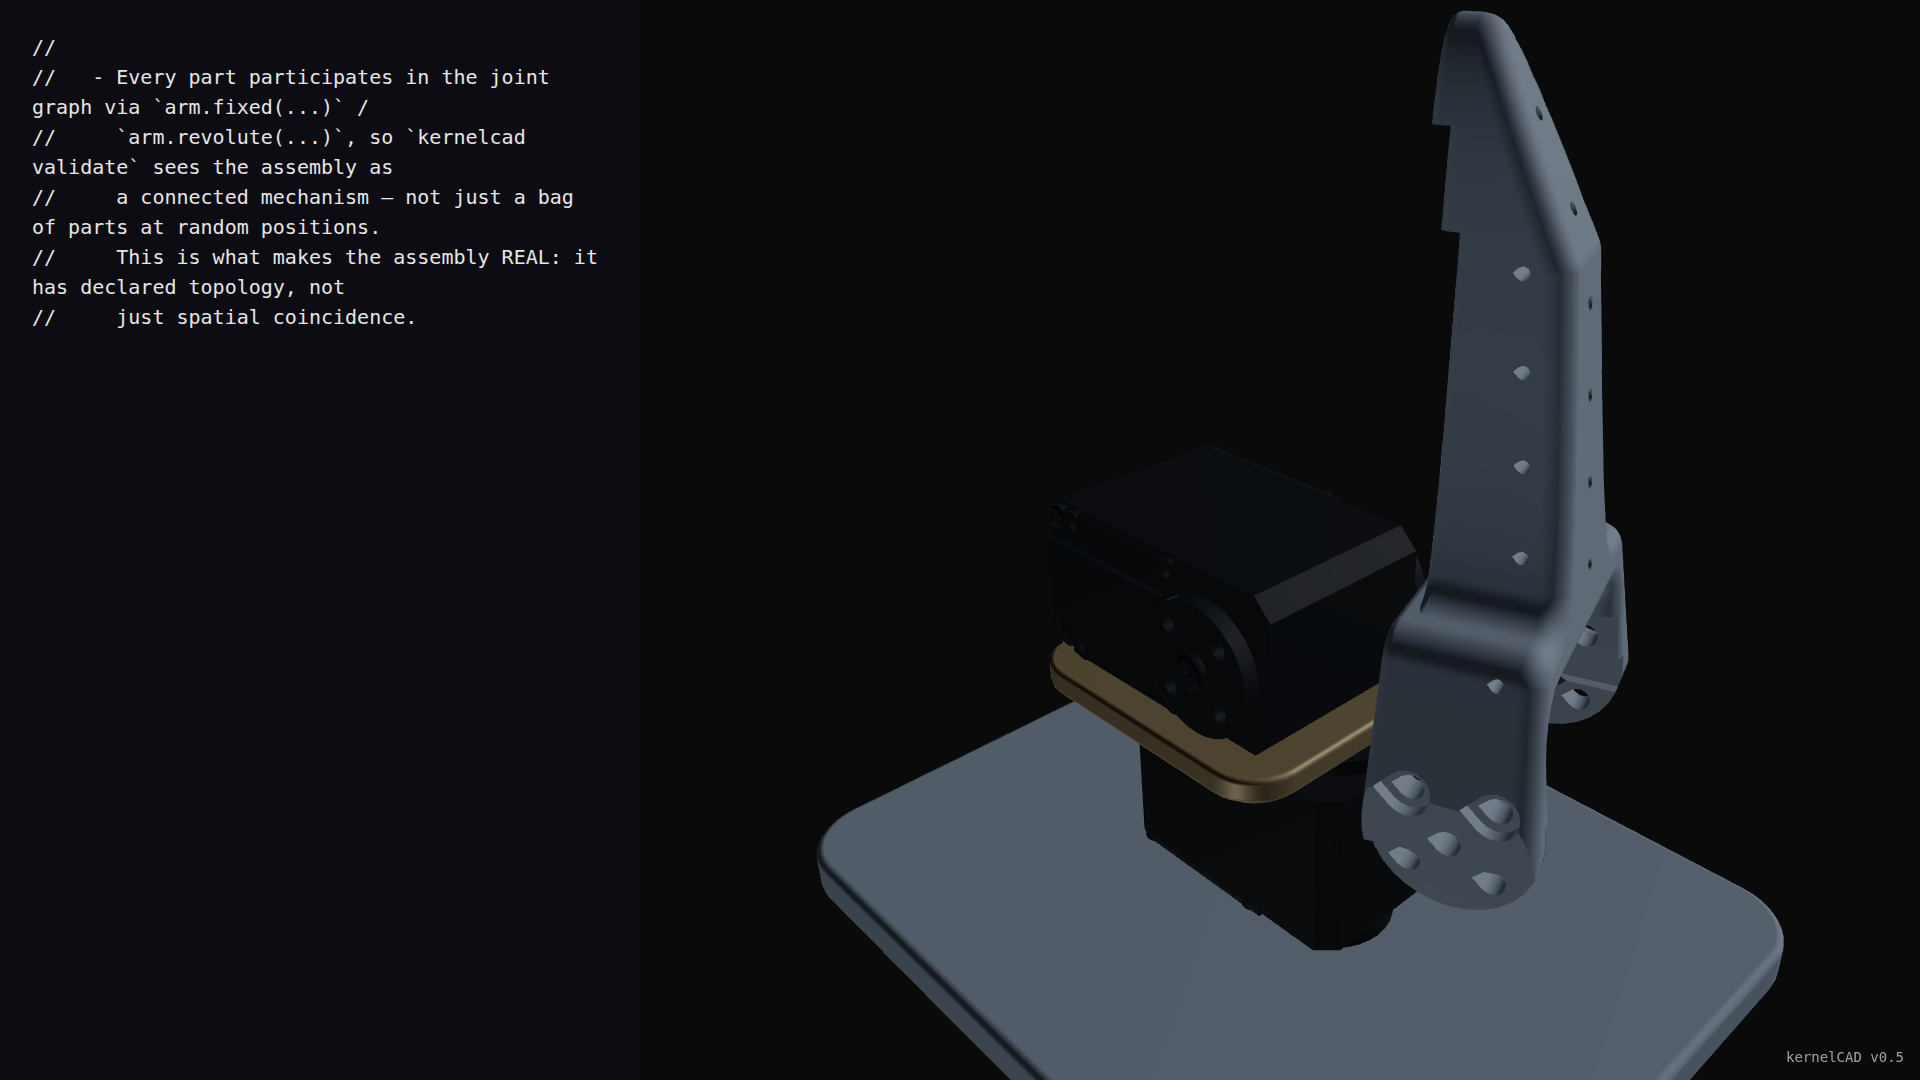 //
//   - Every part participates in the joint
graph via `arm.fixed(...)` /
//     `arm.revolute(...)`, so `kernelcad
validate` sees the assembly as
//     a connected mechanism — not just a bag
of parts at random positions.
//     This is what makes the assembly REAL: it
has declared topology, not
//     just spatial coincidence.
kernelCAD v0.5